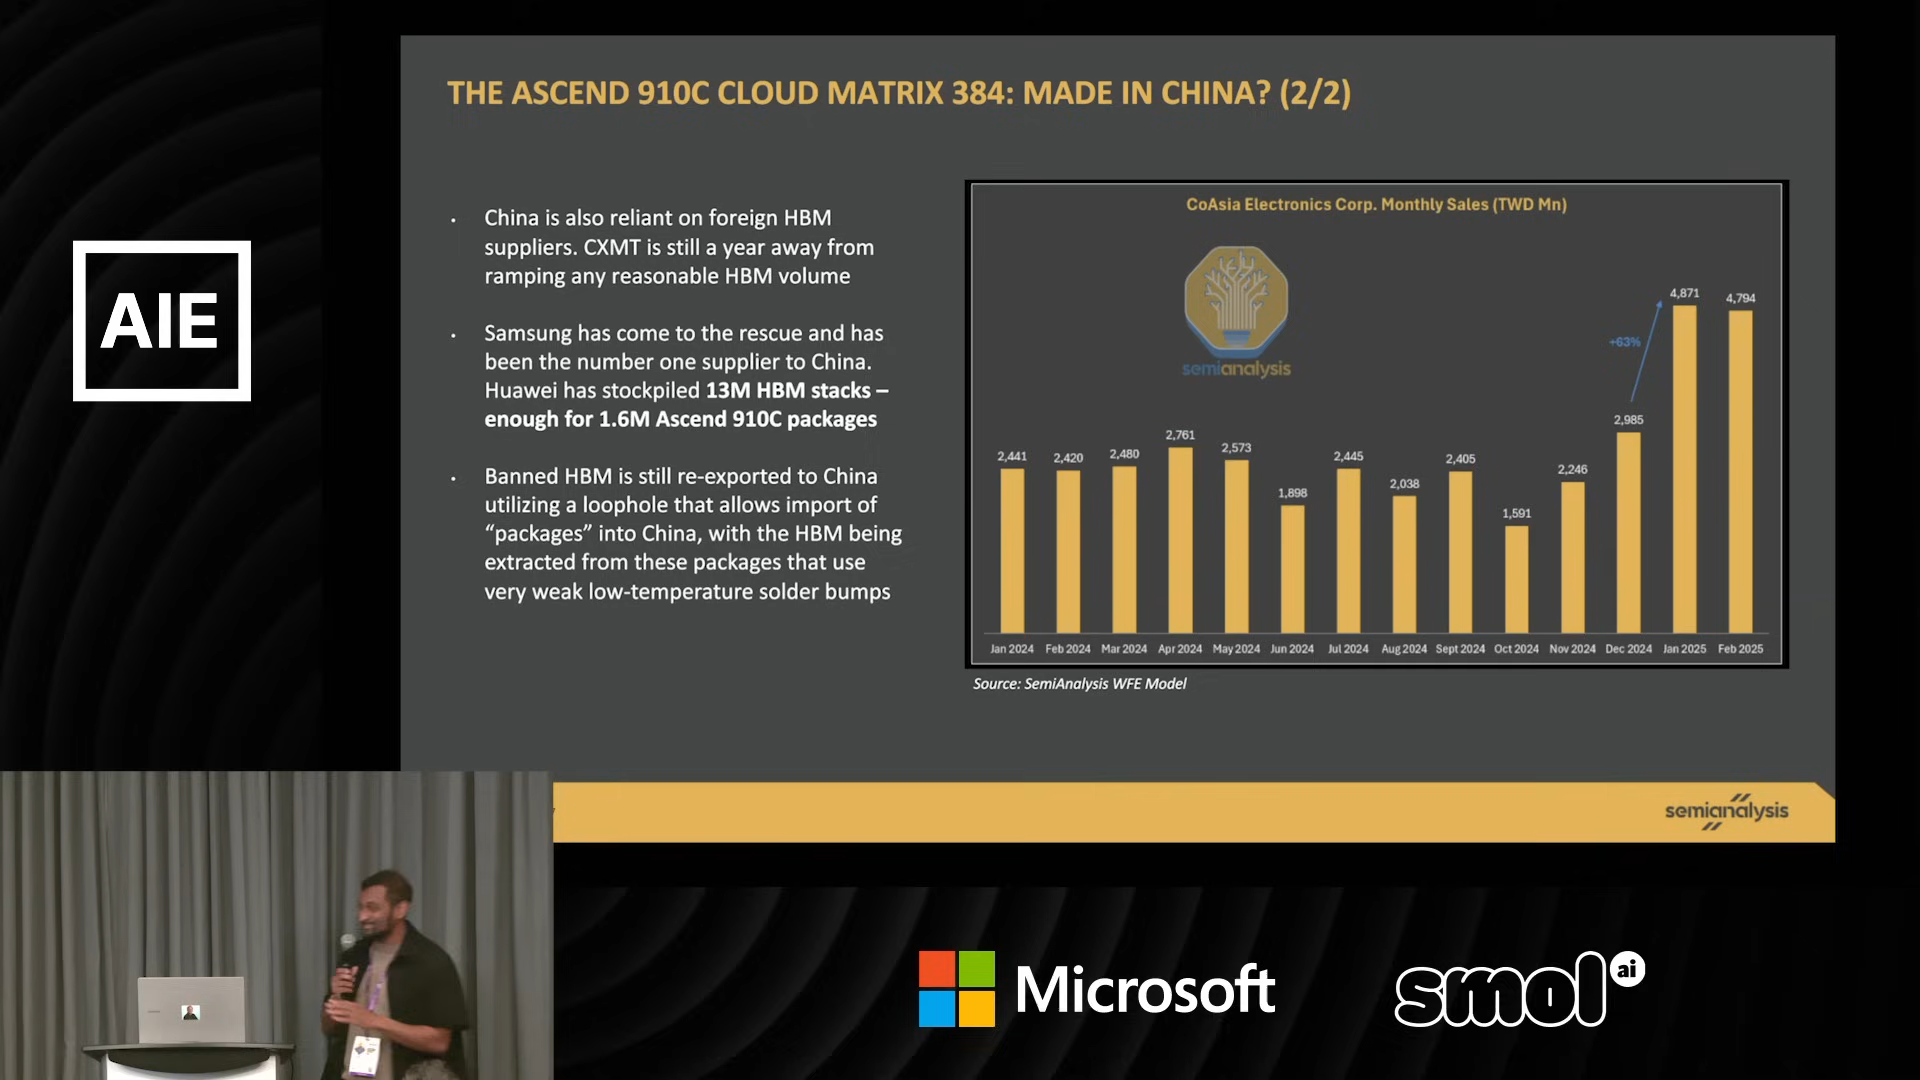 THE ASCEND 910C CLOUD MATRIX 384: MADE IN CHINA? (2/2)
AIE
• China is also reliant on foreign HBM
suppliers. CXMT is still a year away from
ramping any reasonable HBM volume
• Samsung has come to the rescue and has
been the number one supplier to China.
Huawei has stockpiled 13M HBM stacks –
enough for 1.6M Ascend 910C packages
• Banned HBM is still re-exported to China
utilizing a loophole that allows import of
“packages” into China, with the HBM being
extracted from these packages that use
very weak low-temperature solder bumps
CoAsia Electronics Corp. Monthly Sales (TWD Mn)
semianalysis
2,441
2,420
2,480
2,761
2,573
1,898
2,445
2,038
2,405
1,591
2,246
2,985
+63%
4,871
4,794
Jan 2024 Feb 2024 Mar 2024 Apr 2024 May 2024 Jun 2024 Jul 2024 Aug 2024 Sept 2024 Oct 2024 Nov 2024 Dec 2024 Jan 2025 Feb 2025
Source: SemiAnalysis WFE Model
semianalysis
Microsoft
smol ai